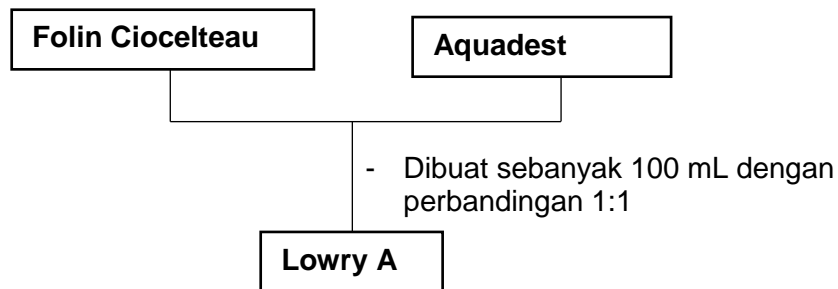 Folin Ciocelteau
Aquadest
- Dibuat sebanyak 100 mL dengan
perbandingan 1:1
Lowry A